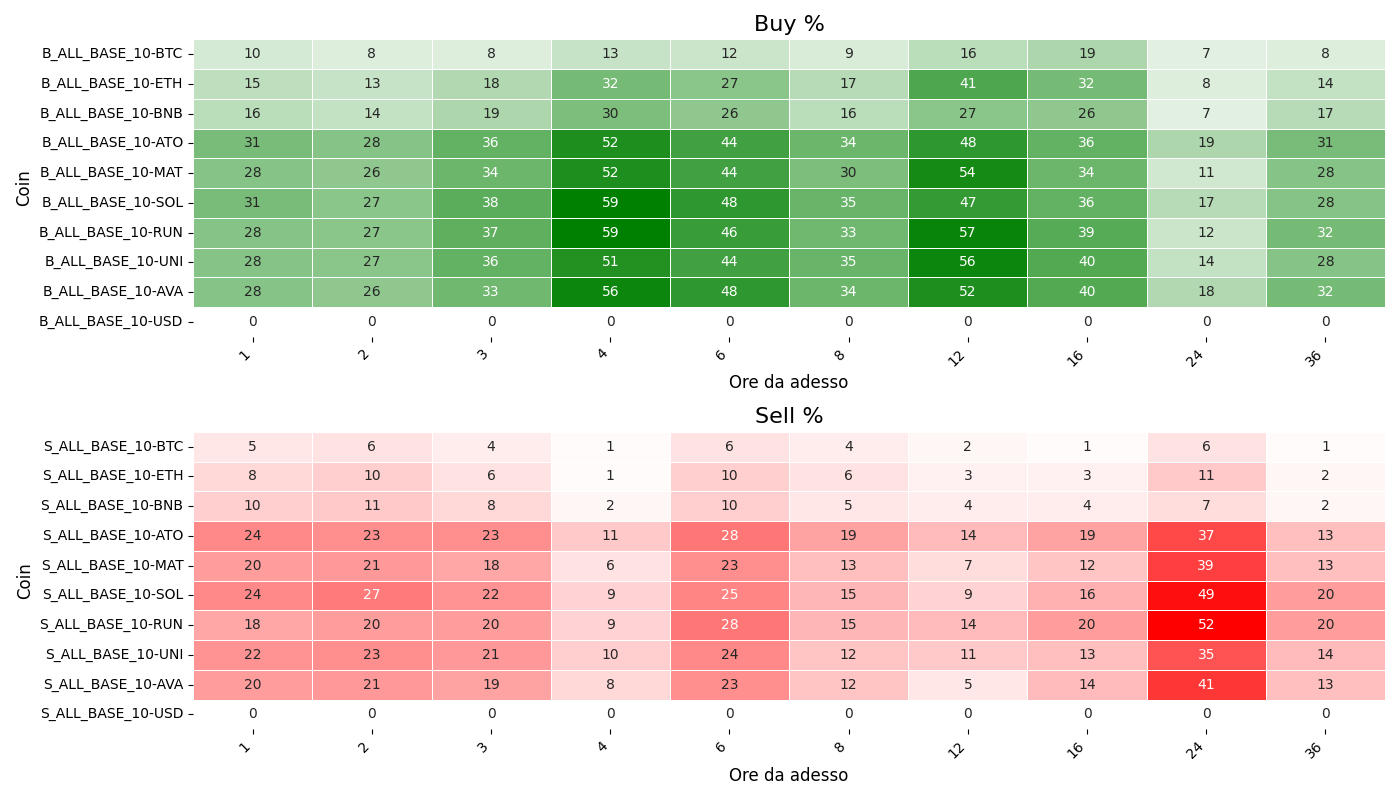 Buy %
Coin
B_ALL_BASE_10-BTC 10 8 8 13 12 9 16 19 7 8
B_ALL_BASE_10-ETH 15 13 18 32 27 17 41 32 8 14
B_ALL_BASE_10-BNB 16 14 19 30 26 16 27 26 7 17
B_ALL_BASE_10-ATO 31 28 36 52 44 34 48 36 19 31
B_ALL_BASE_10-MAT 28 26 34 52 44 30 54 34 11 28
B_ALL_BASE_10-SOL 31 27 38 59 48 35 47 36 17 28
B_ALL_BASE_10-RUN 28 27 37 59 46 33 57 39 12 32
B_ALL_BASE_10-UNI 28 27 36 51 44 35 56 40 14 28
B_ALL_BASE_10-AVA 28 26 33 56 48 34 52 40 18 32
B_ALL_BASE_10-USD 0 0 0 0 0 0 0 0 0 0
1 2 3 4 6 8 12 16 24 36
Ore da adesso
Sell %
Coin
S_ALL_BASE_10-BTC 5 6 4 1 6 4 2 1 6 1
S_ALL_BASE_10-ETH 8 10 6 1 10 6 3 3 11 2
S_ALL_BASE_10-BNB 10 11 8 2 10 5 4 4 7 2
S_ALL_BASE_10-ATO 24 23 23 11 28 19 14 19 37 13
S_ALL_BASE_10-MAT 20 21 18 6 23 13 7 12 39 13
S_ALL_BASE_10-SOL 24 27 22 9 25 15 9 16 49 20
S_ALL_BASE_10-RUN 18 20 20 9 28 15 14 20 52 20
S_ALL_BASE_10-UNI 22 23 21 10 24 12 11 13 35 14
S_ALL_BASE_10-AVA 20 21 19 8 23 12 5 14 41 13
S_ALL_BASE_10-USD 0 0 0 0 0 0 0 0 0 0
1 2 3 4 6 8 12 16 24 36
Ore da adesso